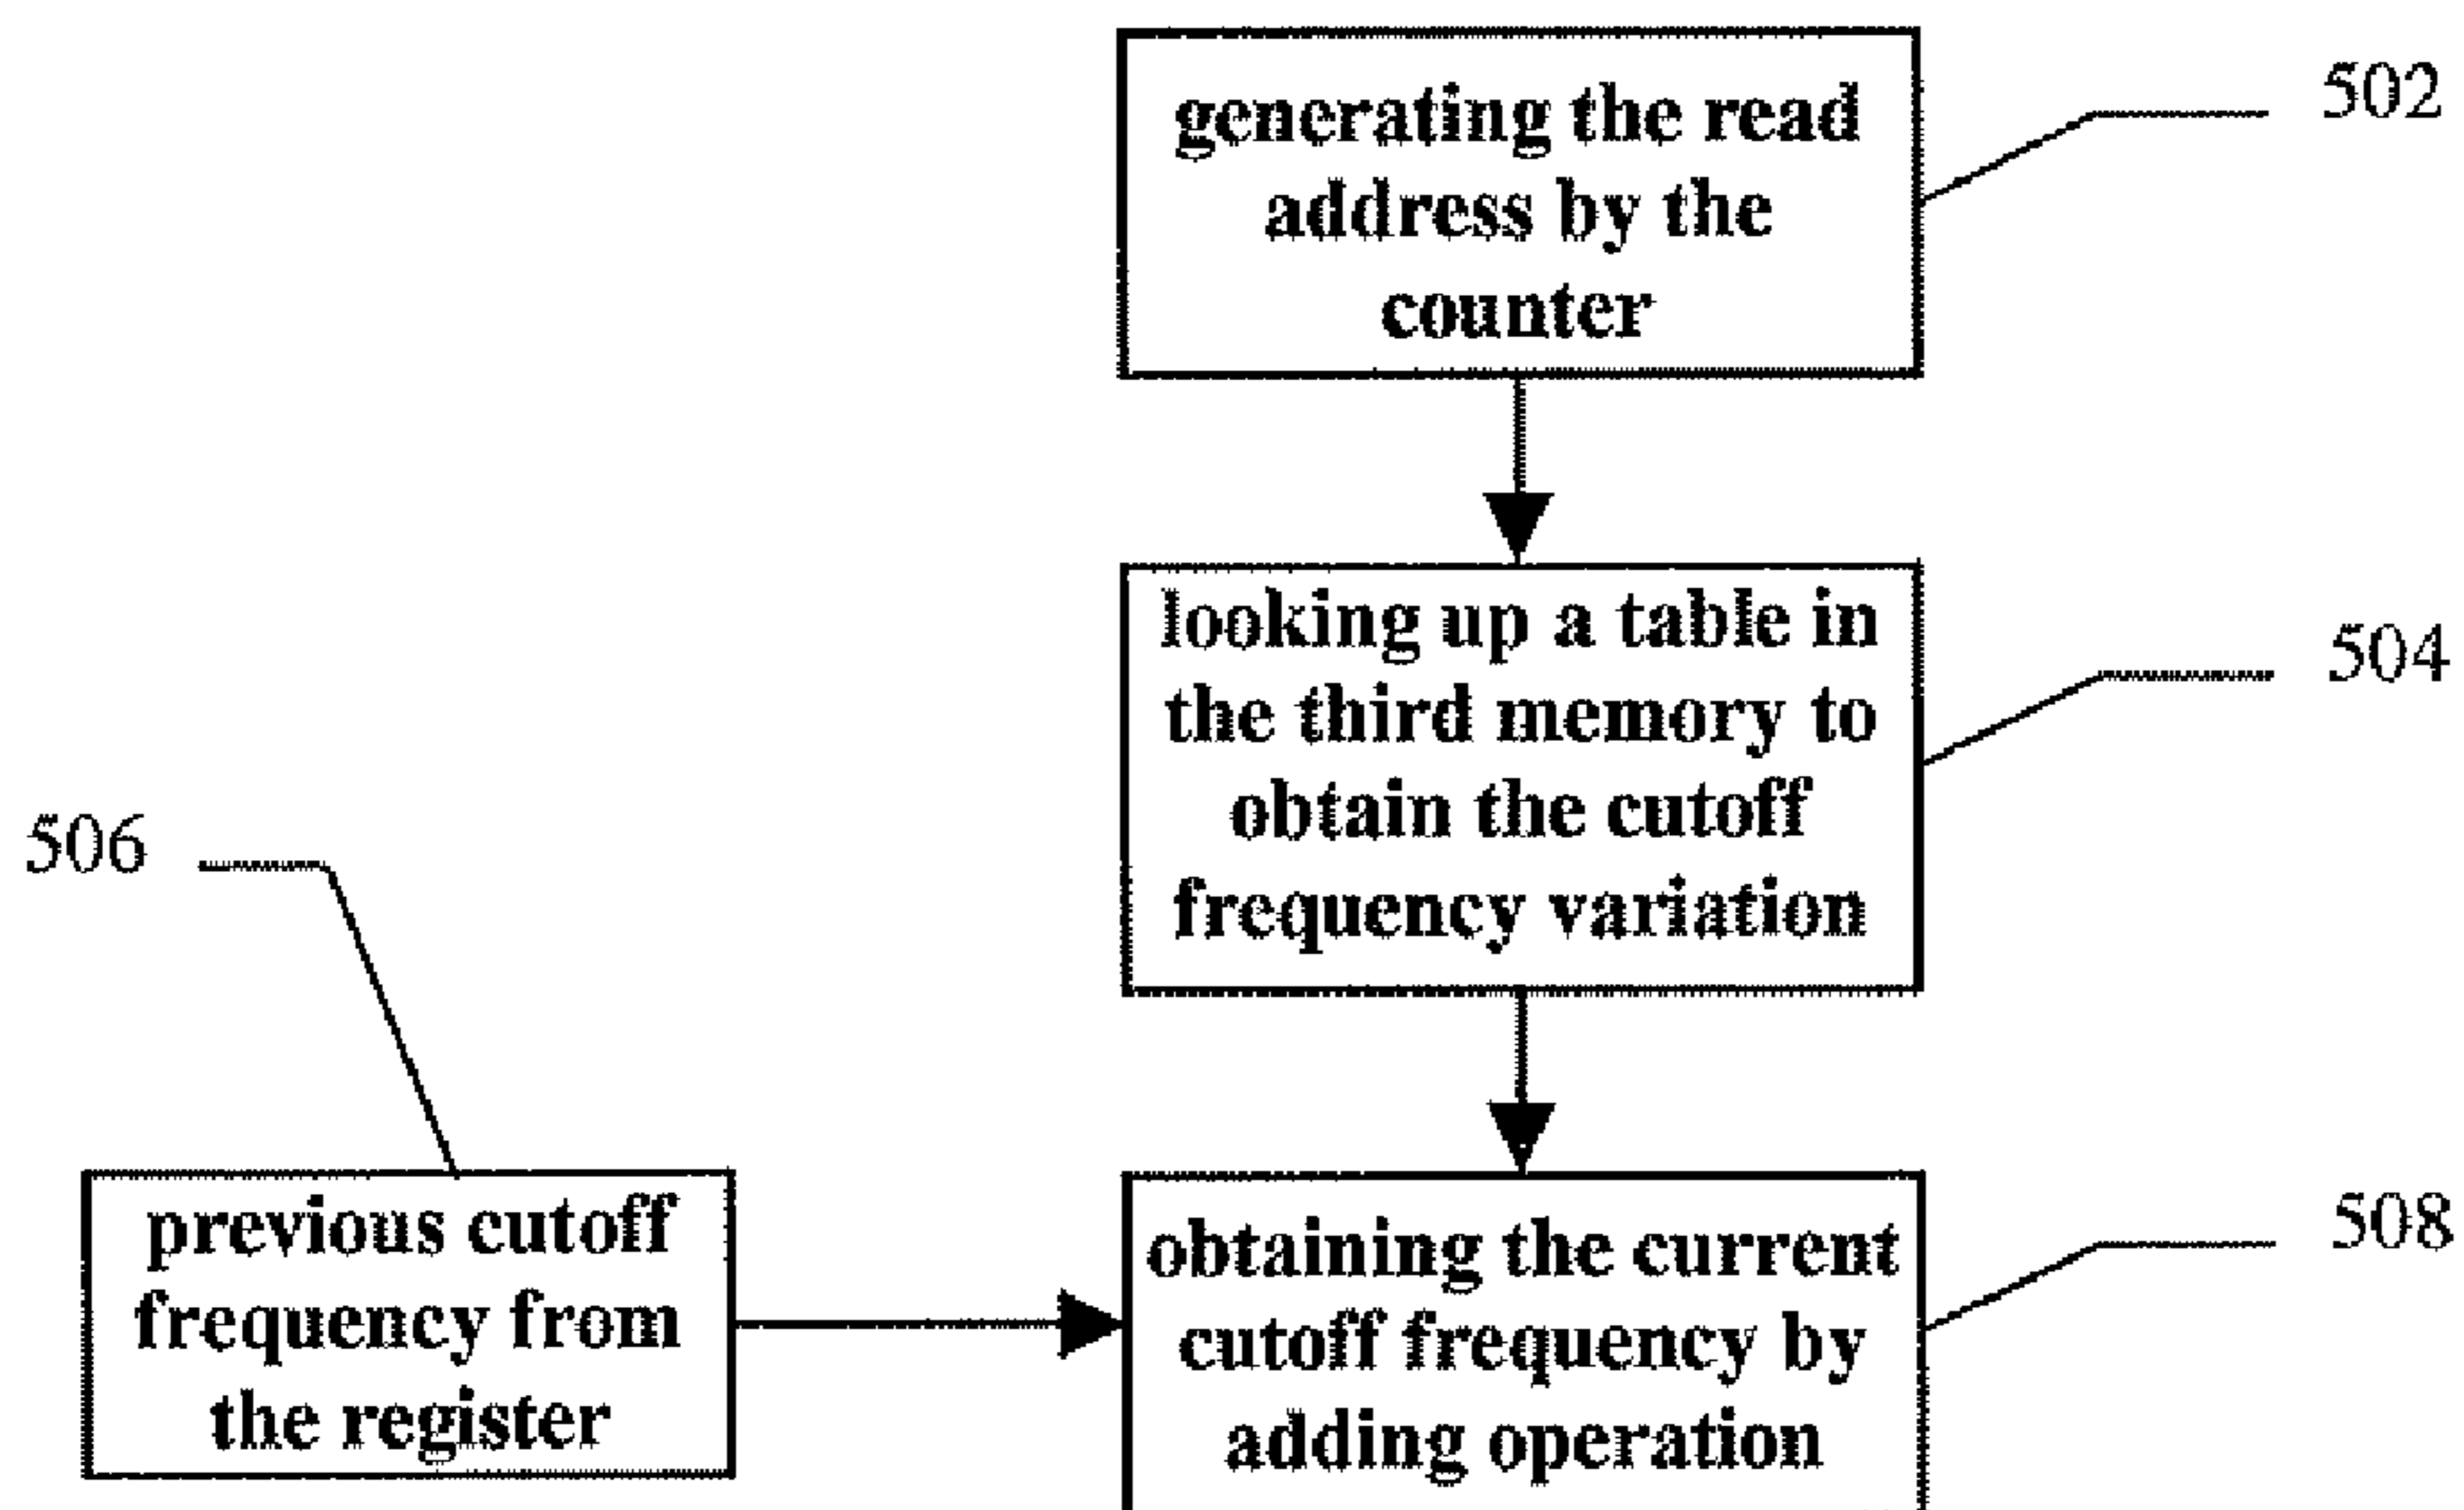 generating the read
address by the
counter
502
looking up a table in
the third memory to
obtain the cutoff
frequency variation
504
506
previous cutoff
frequency from
the register
obtaining the current
cutoff frequency by
adding operation
508